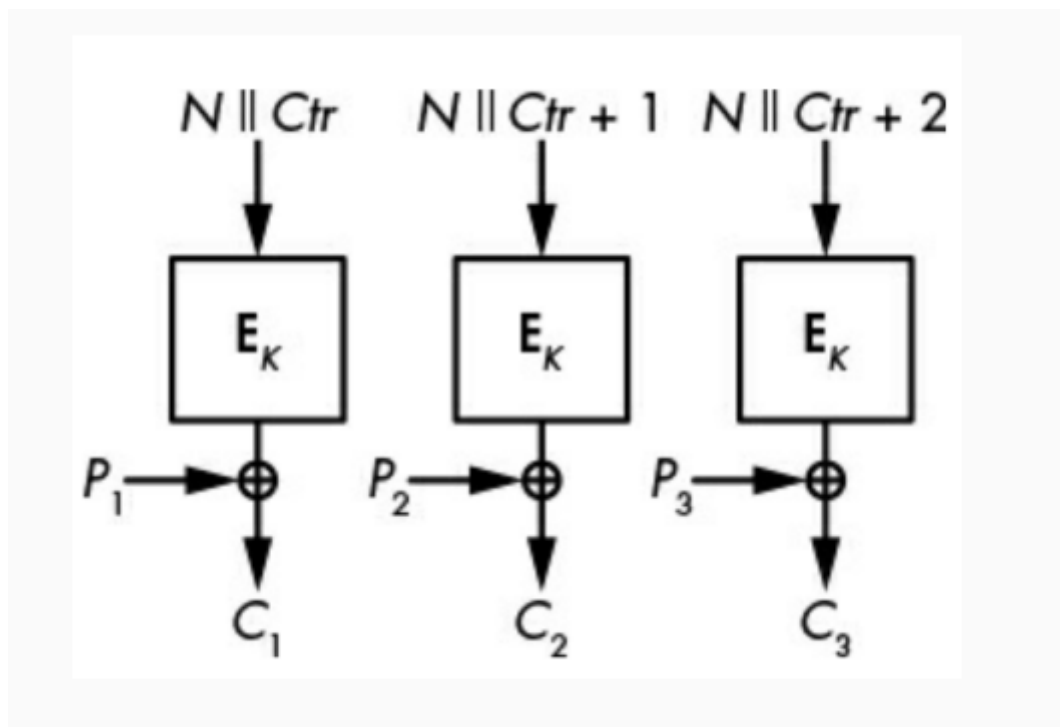 N || Ctr N || Ctr + 1 N || Ctr + 2
E_K E_K E_K
P_1 P_2 P_3
C_1 C_2 C_3